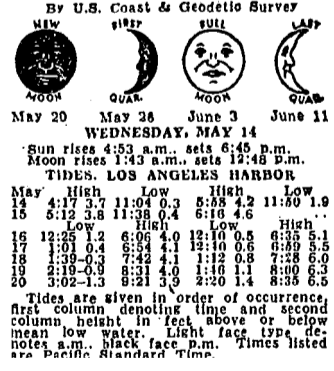 By U.S. Coast & Geodetic Survey
NEW FIRST FULL LAST
MOON QUAR. MOON QUAR.
May 20 May 26 June 3 June 11
WEDNESDAY, MAY 14
Sun rises 4:53 a.m., sets 6:45 p.m.
Moon rises 1:43 a.m., sets 12:48 p.m.
TIDES, LOS ANGELES HARBOR
May High Low High Low
14 4:17 3.7 11:04 0.3 5:58 4.2 11:50 1.9
15 5:12 3.8 11:38 0.4 6:16 4.6
Low High Low High
16 12:25 1.2 6:06 4.0 12:10 0.5 6:35 5.1
17 1:01 0.4 6:54 4.1 12:40 0.6 6:59 5.5
18 1:39-0.3 7:42 4.1 1:12 0.8 7:28 6.0
19 2:19-0.9 8:31 4.0 1:46 1.1 8:00 6.3
20 3:02-1.3 9:21 3.9 2:20 1.4 8:35 6.5
Tides are given in order of occurrence,
first column denoting time and second
column height in feet above or below
mean low water. Light face type de-
notes a.m., black face p.m. Times listed
are Pacific Standard Time.